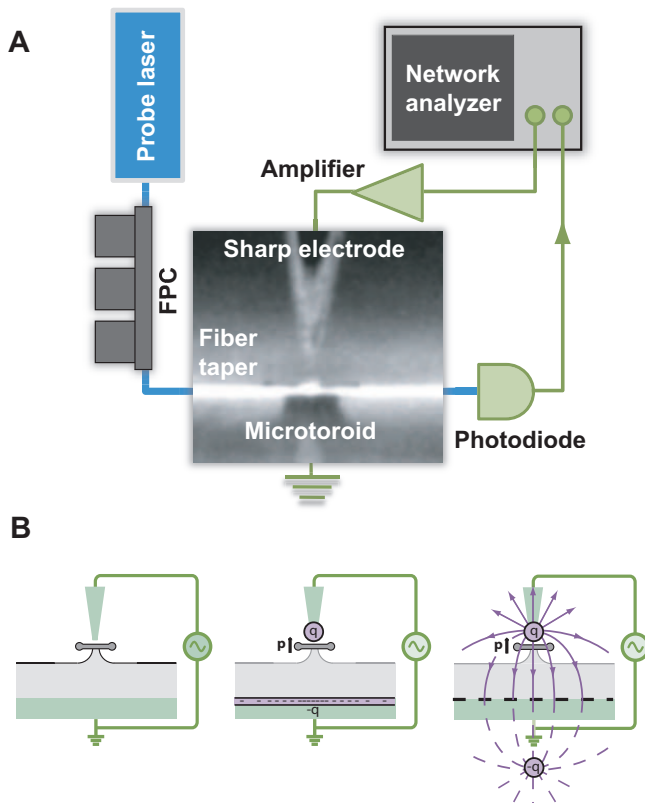 A
Probe laser
Network
analyzer
Amplifier
Sharp electrode
FPC
Fiber
taper
Microtoroid
Photodiode
B
q
p
-q
q
p
-q